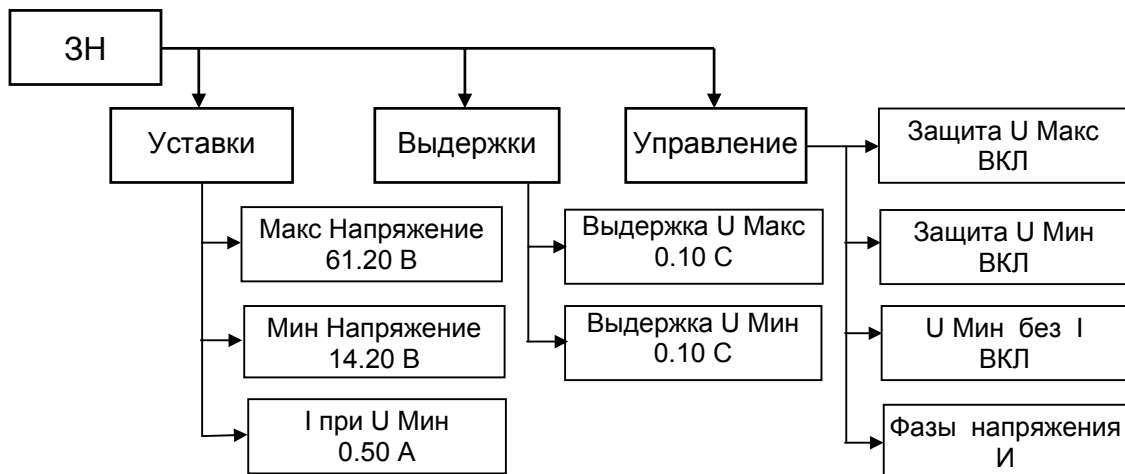 ЗН
Уставки
Выдержки
Управление
Защита U Макс
ВКЛ
Макс Напряжение
61.20 В
Выдержка U Макс
0.10 С
Защита U Мин
ВКЛ
Мин Напряжение
14.20 В
Выдержка U Мин
0.10 С
U Мин без I
ВКЛ
I при U Мин
0.50 А
Фазы напряжения
И